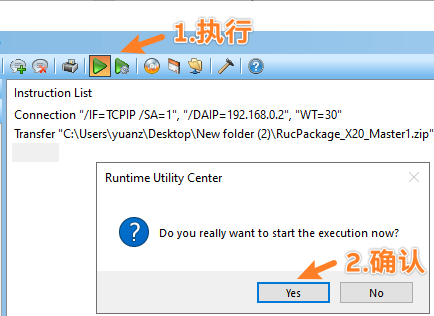 1.执行
Instruction List
Connection "/IF=TCPIP /SA=1", "/DAIP=192.168.0.2", "WT=30"
Transfer "C:\Users\yuanz\Desktop\New folder (2)\RucPackage_X20_Master1.zip"
Runtime Utility Center
Do you really want to start the execution now?
2.确认
Yes
No